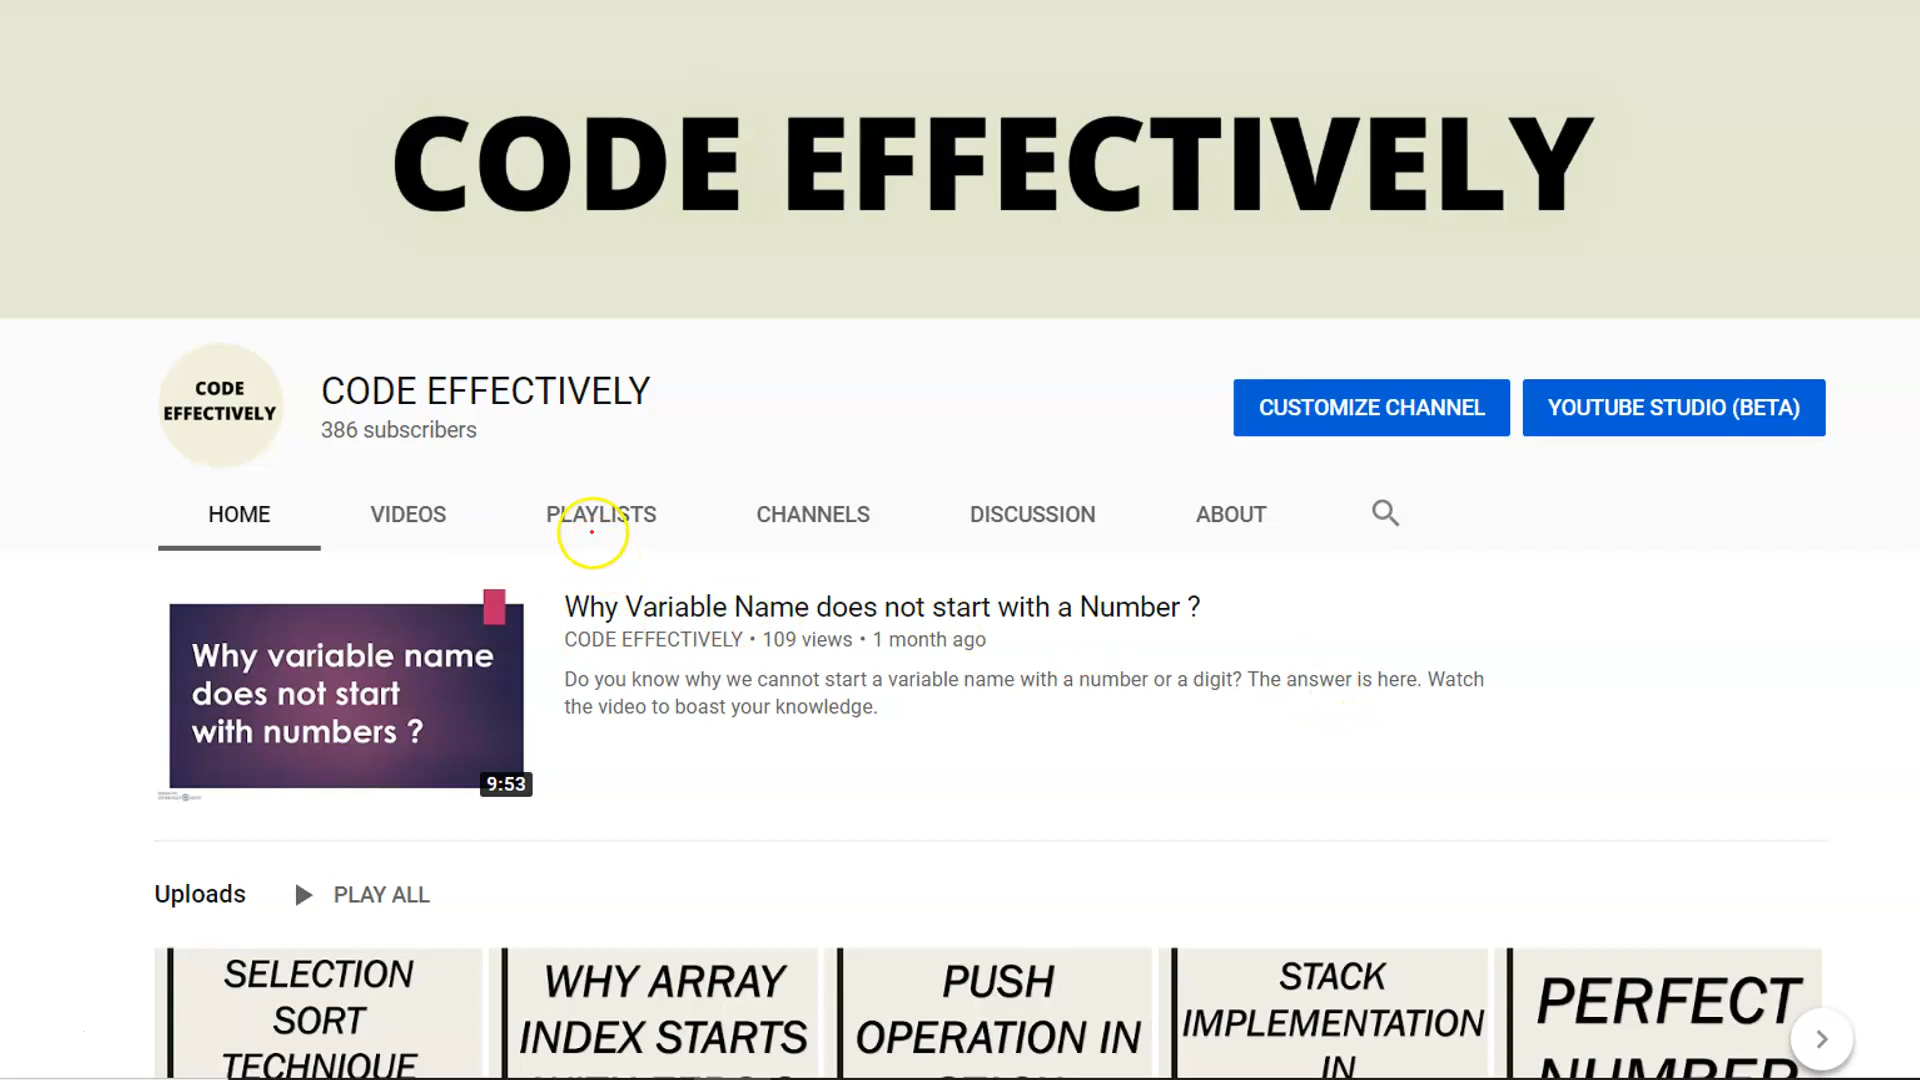 CODE EFFECTIVELY
CODE
EFFECTIVELY
CODE EFFECTIVELY
386 subscribers
CUSTOMIZE CHANNEL
YOUTUBE STUDIO (BETA)
HOME
VIDEOS
PLAYLISTS
CHANNELS
DISCUSSION
ABOUT
Why variable name
does not start
with numbers ?
9:53
Why Variable Name does not start with a Number ?
CODE EFFECTIVELY • 109 views • 1 month ago
Do you know why we cannot start a variable name with a number or a digit? The answer is here. Watch
the video to boast your knowledge.
Uploads
PLAY ALL
SELECTION
SORT
TECHNIQUE
WHY ARRAY
INDEX STARTS
PUSH
OPERATION IN
STACK
IMPLEMENTATION
IN
PERFECT
NUMBER